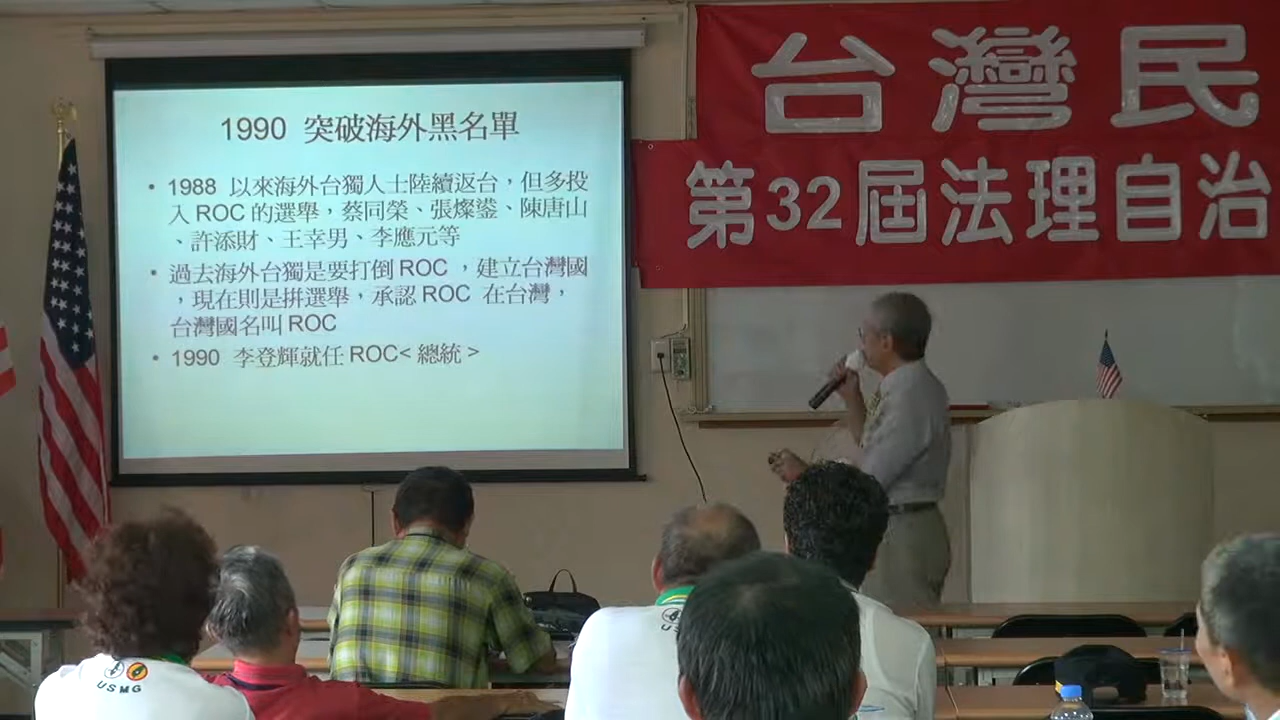 1990 突破海外黑名單
• 1988 以來海外台獨人士陸續返台，但多投
入 ROC 的選舉，蔡同榮、張燦鍙、陳唐山
、許添財、王幸男、李應元等
• 過去海外台獨是要打倒 ROC ，建立台灣國
，現在則是拚選舉，承認 ROC 在台灣，
台灣國名叫 ROC
• 1990 李登輝就任 ROC< 總統 >
台灣民
第32屆法理自治
USMG